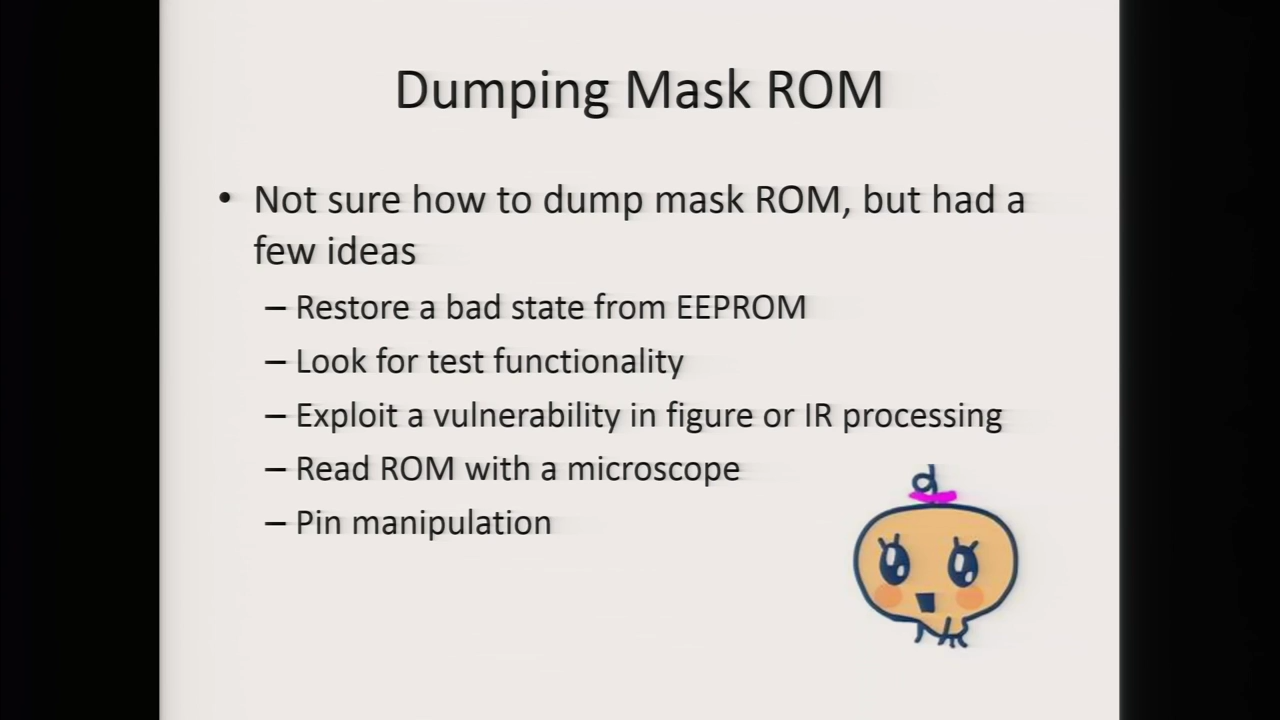 Dumping Mask ROM
• Not sure how to dump mask ROM, but had a
few ideas
– Restore a bad state from EEPROM
– Look for test functionality
– Exploit a vulnerability in figure or IR processing
– Read ROM with a microscope
– Pin manipulation